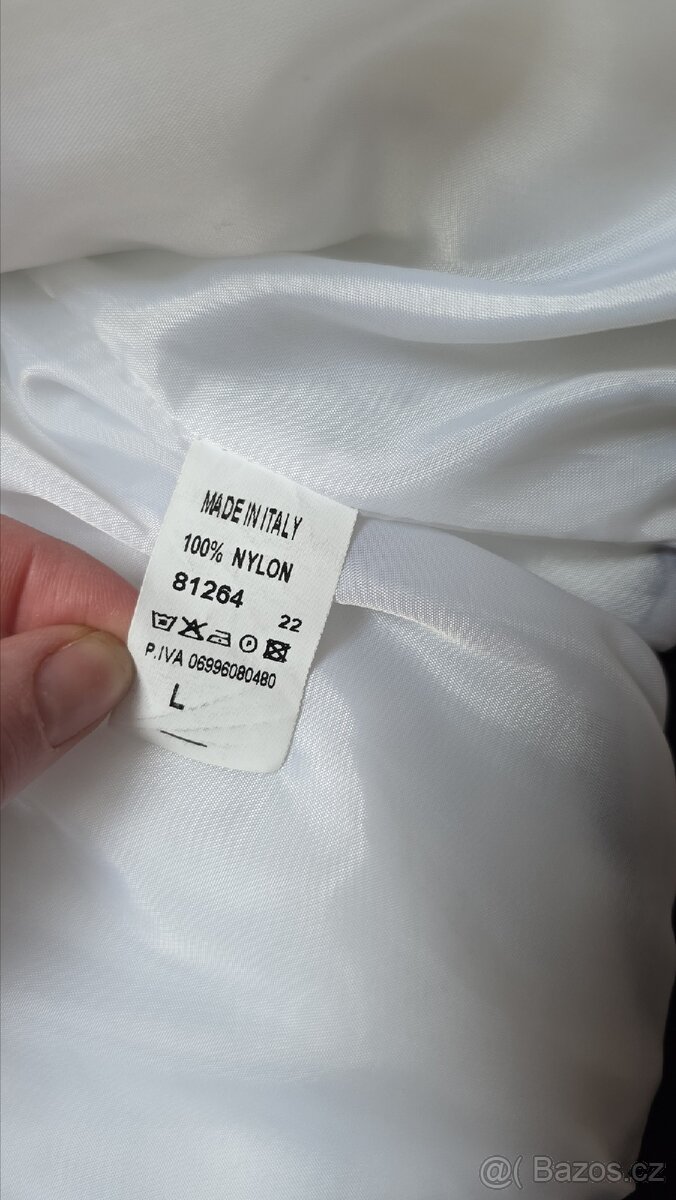 MADE IN ITALY
100% NYLON
81264
22
P
P.IVA 06996080480
L
@( Bazos.cz